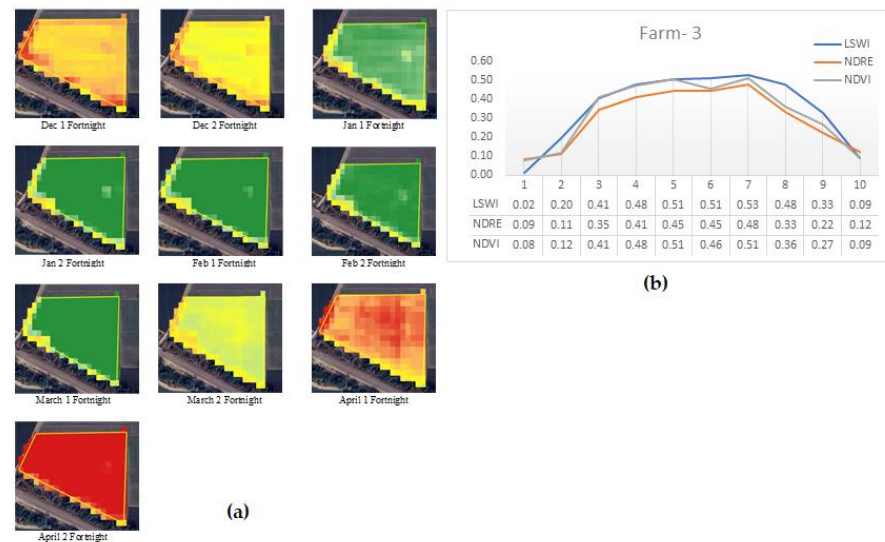 Dec 1 Fortnight
Dec 2 Fortnight
Jan 1 Fortnight
Jan 2 Fortnight
Feb 1 Fortnight
Feb 2 Fortnight
March 1 Fortnight
March 2 Fortnight
April 1 Fortnight
April 2 Fortnight
(a)
Farm- 3
LSWI
NDRE
NDVI
0.60
0.50
0.40
0.30
0.20
0.10
0.00
1 2 3 4 5 6 7 8 9 10
LSWI 0.02 0.20 0.41 0.48 0.51 0.51 0.53 0.48 0.33 0.09
NDRE 0.09 0.11 0.35 0.41 0.45 0.45 0.48 0.33 0.22 0.12
NDVI 0.08 0.12 0.41 0.48 0.51 0.46 0.51 0.36 0.27 0.09
(b)